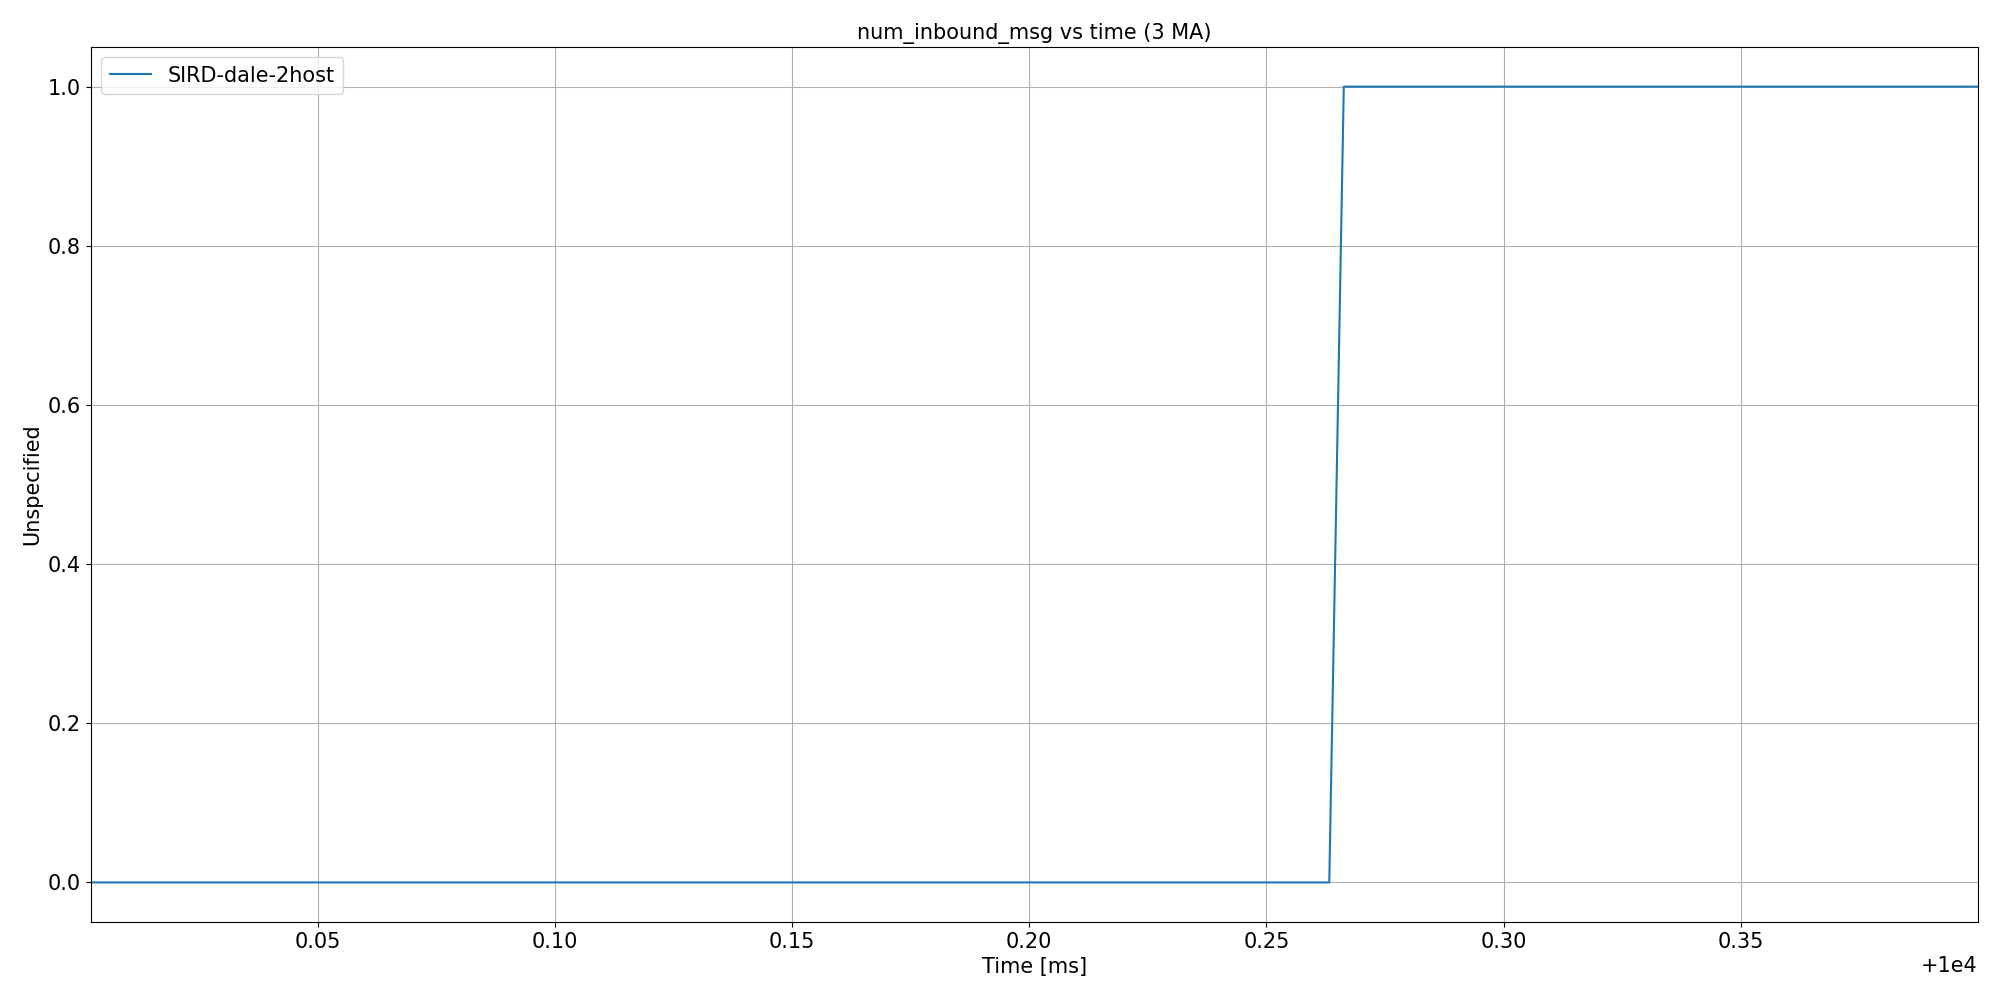 num_inbound_msg vs time (3 MA)
SIRD-dale-2host
1.0
0.8
0.6
0.4
0.2
0.0
Unspecified
0.05 0.10 0.15 0.20 0.25 0.30 0.35
Time [ms]
+1e4